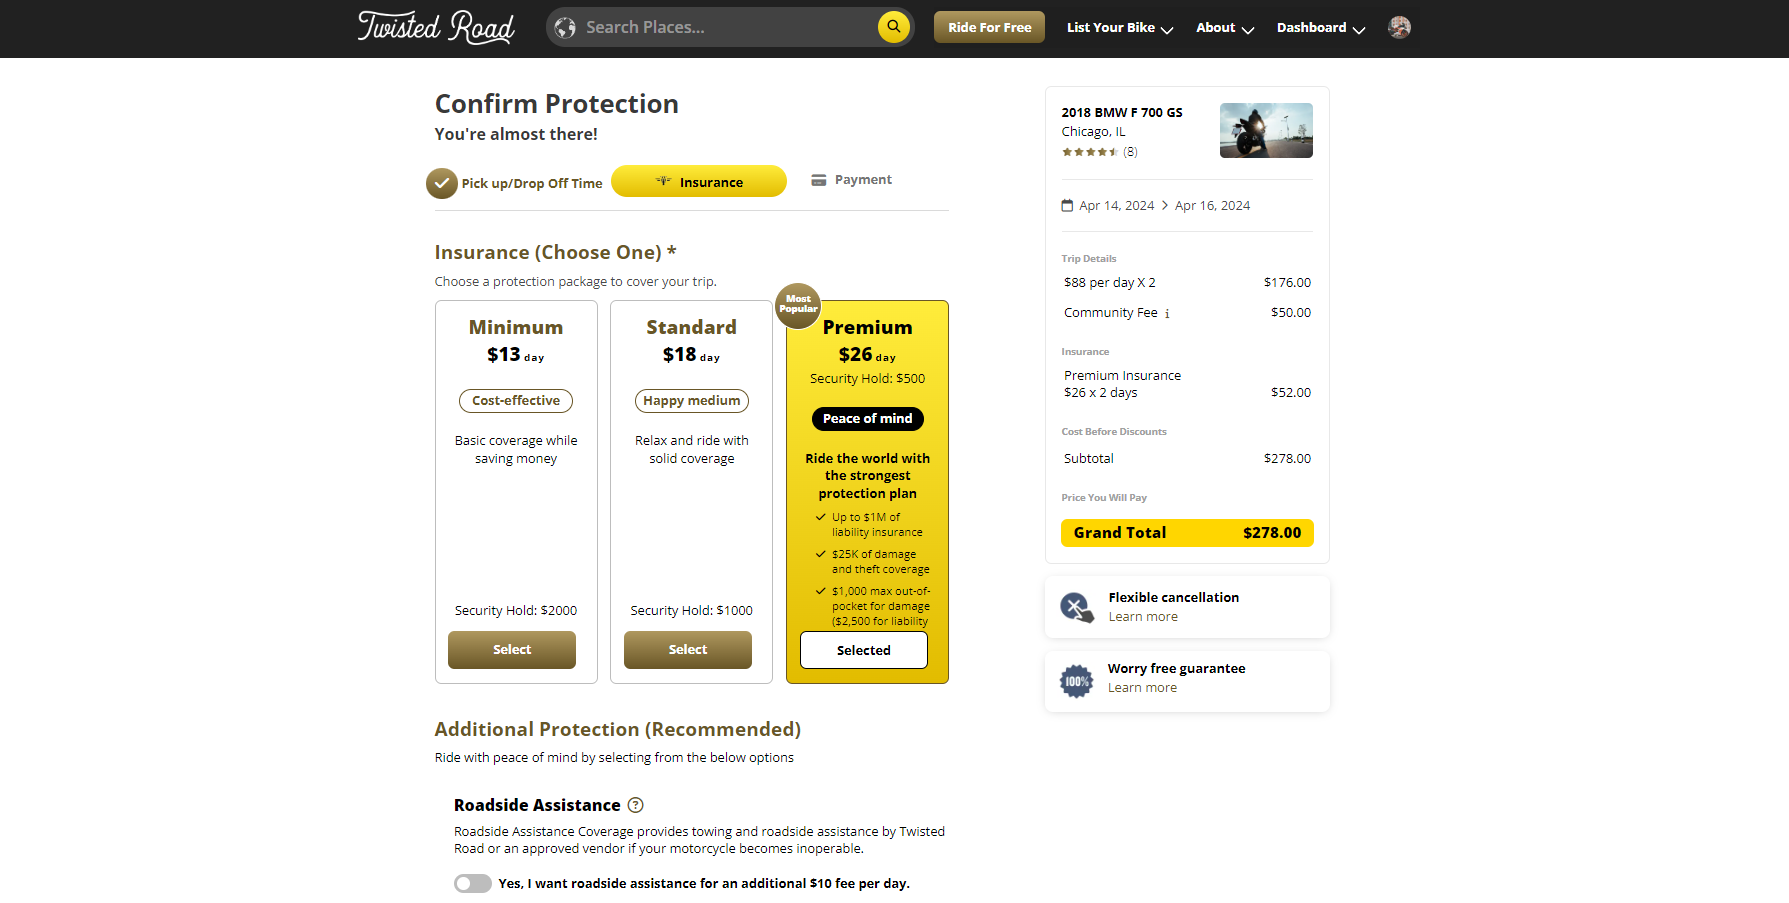 Twisted Road
Search Places...
Ride For Free
List Your Bike
About
Dashboard
Confirm Protection
You're almost there!
Pick up/Drop Off Time
Insurance
Payment
Insurance (Choose One) *
Choose a protection package to cover your trip.
Minimum
$13 day
Cost-effective
Basic coverage while
saving money
Security Hold: $2000
Select
Standard
$18 day
Happy medium
Relax and ride with
solid coverage
Security Hold: $1000
Select
Most
Popular
Premium
$26 day
Security Hold: $500
Peace of mind
Ride the world with
the strongest
protection plan
Up to $1M of
liability insurance
$25K of damage
and theft coverage
$1,000 max out-of-
pocket for damage
($2,500 for liability
Selected
Additional Protection (Recommended)
Ride with peace of mind by selecting from the below options
Roadside Assistance ?
Roadside Assistance Coverage provides towing and roadside assistance by Twisted
Road or an approved vendor if your motorcycle becomes inoperable.
Yes, I want roadside assistance for an additional $10 fee per day.
2018 BMW F 700 GS
Chicago, IL
(8)
Apr 14, 2024 > Apr 16, 2024
Trip Details
$88 per day X 2 $176.00
Community Fee i $50.00
Insurance
Premium Insurance
$26 x 2 days $52.00
Cost Before Discounts
Subtotal $278.00
Price You Will Pay
Grand Total $278.00
Flexible cancellation
Learn more
100%
Worry free guarantee
Learn more